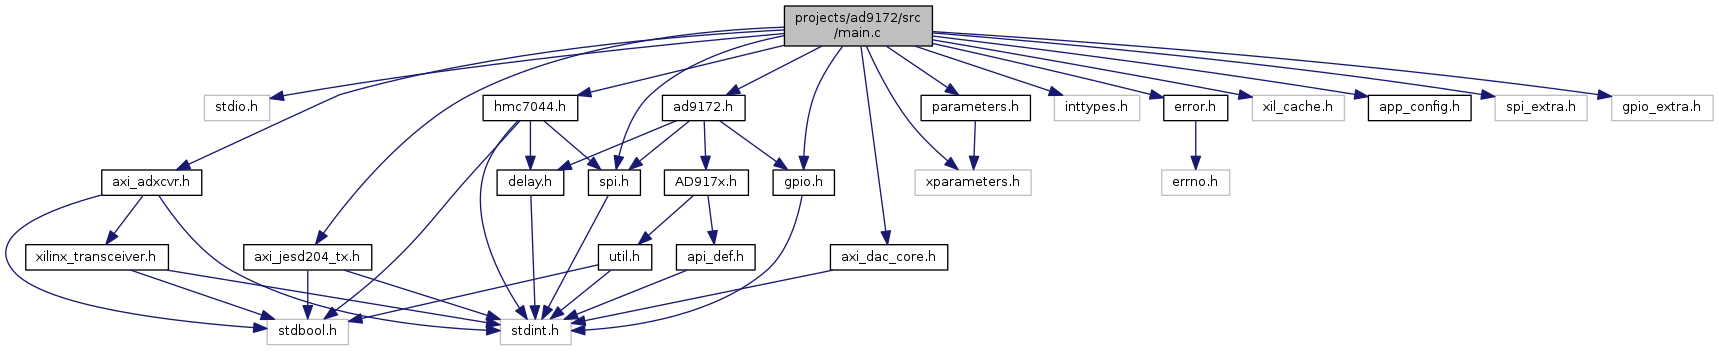 projects/ad9172/src
/main.c
stdio.h
hmc7044.h
ad9172.h
parameters.h
inttypes.h
error.h
xil_cache.h
app_config.h
spi_extra.h
gpio_extra.h
axi_adxcvr.h
delay.h
spi.h
AD917x.h
gpio.h
xparameters.h
errno.h
xilinx_transceiver.h
axi_jesd204_tx.h
util.h
api_def.h
axi_dac_core.h
stdbool.h
stdint.h